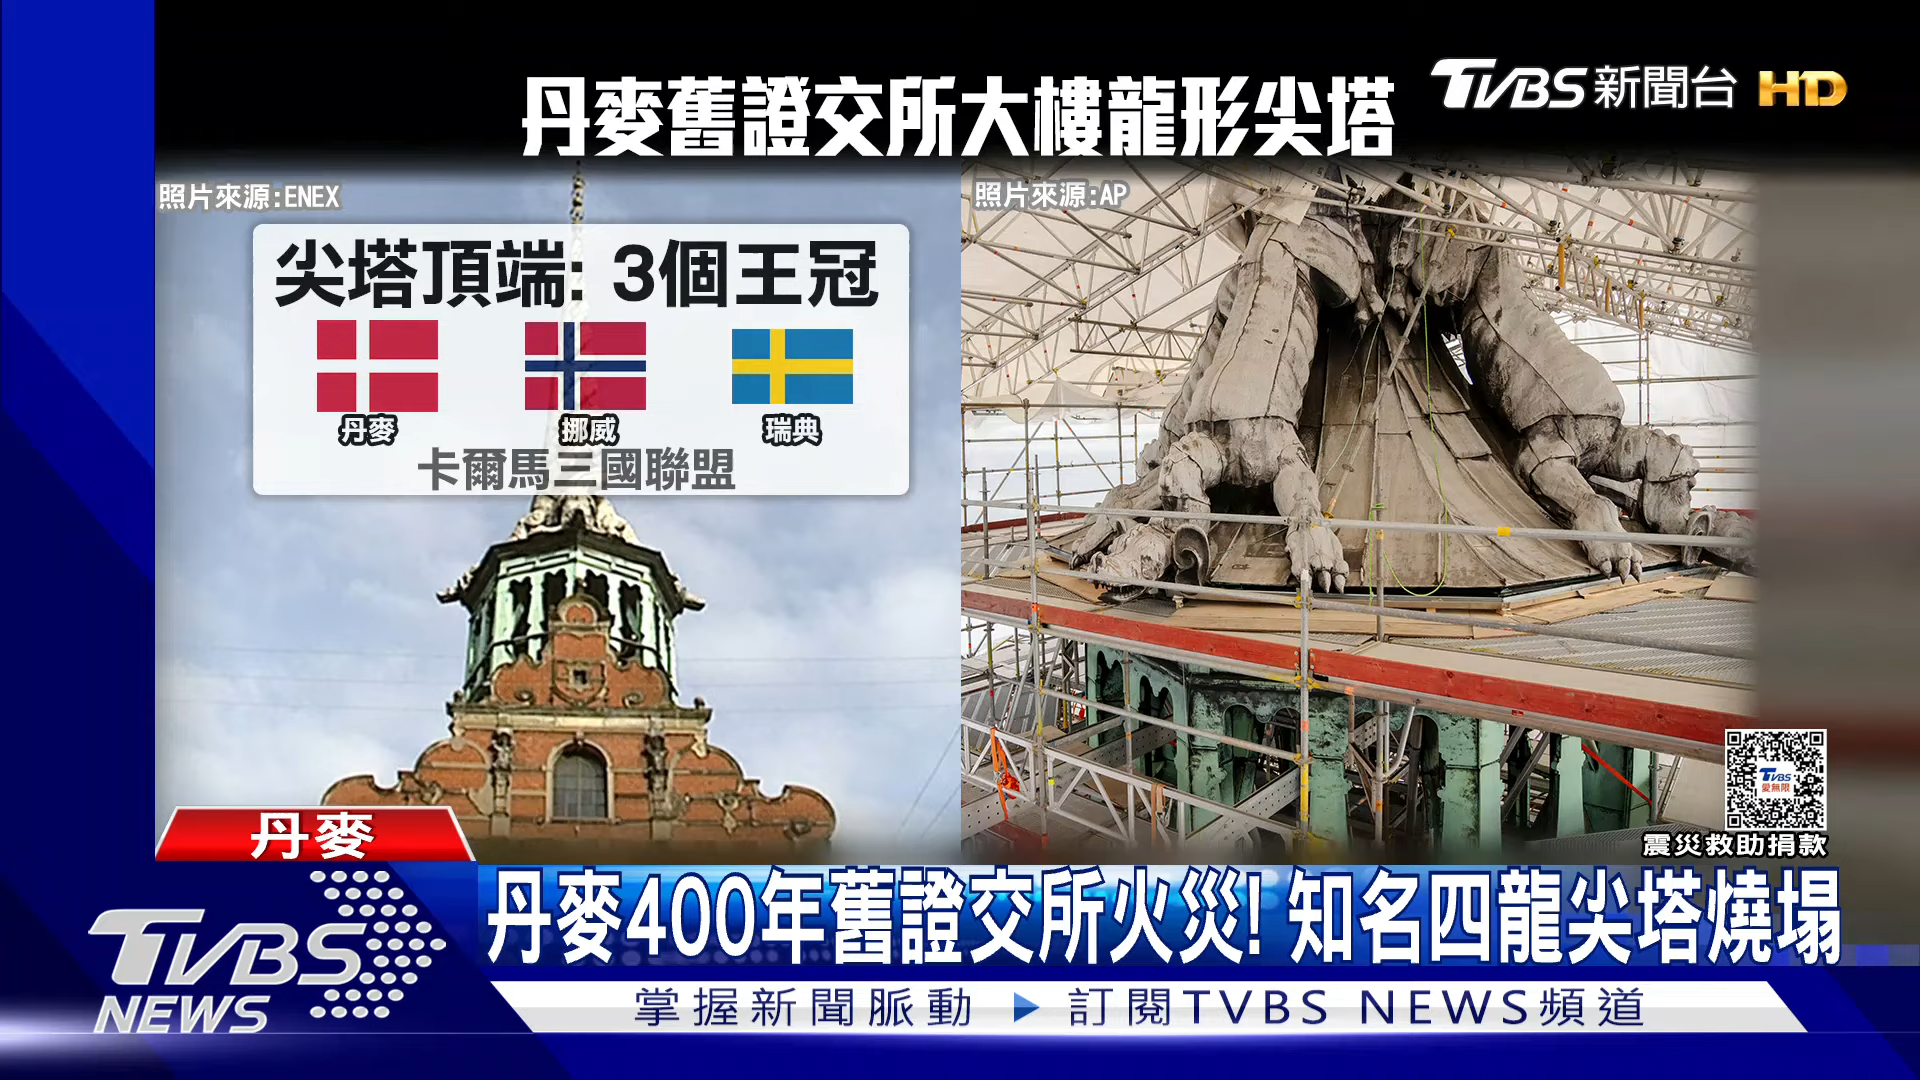 丹麥舊證交所大樓龍形尖塔
TVBS新聞台 HD
照片來源:ENEX
照片來源:AP
尖塔頂端: 3個王冠
丹麥
挪威
瑞典
卡爾馬三國聯盟
TVBS
愛無限
震災救助捐款
丹麥
丹麥400年舊證交所火災! 知名四龍尖塔燒塌
TVBS
NEWS
掌握新聞脈動 ▶ 訂閱TVBS NEWS頻道